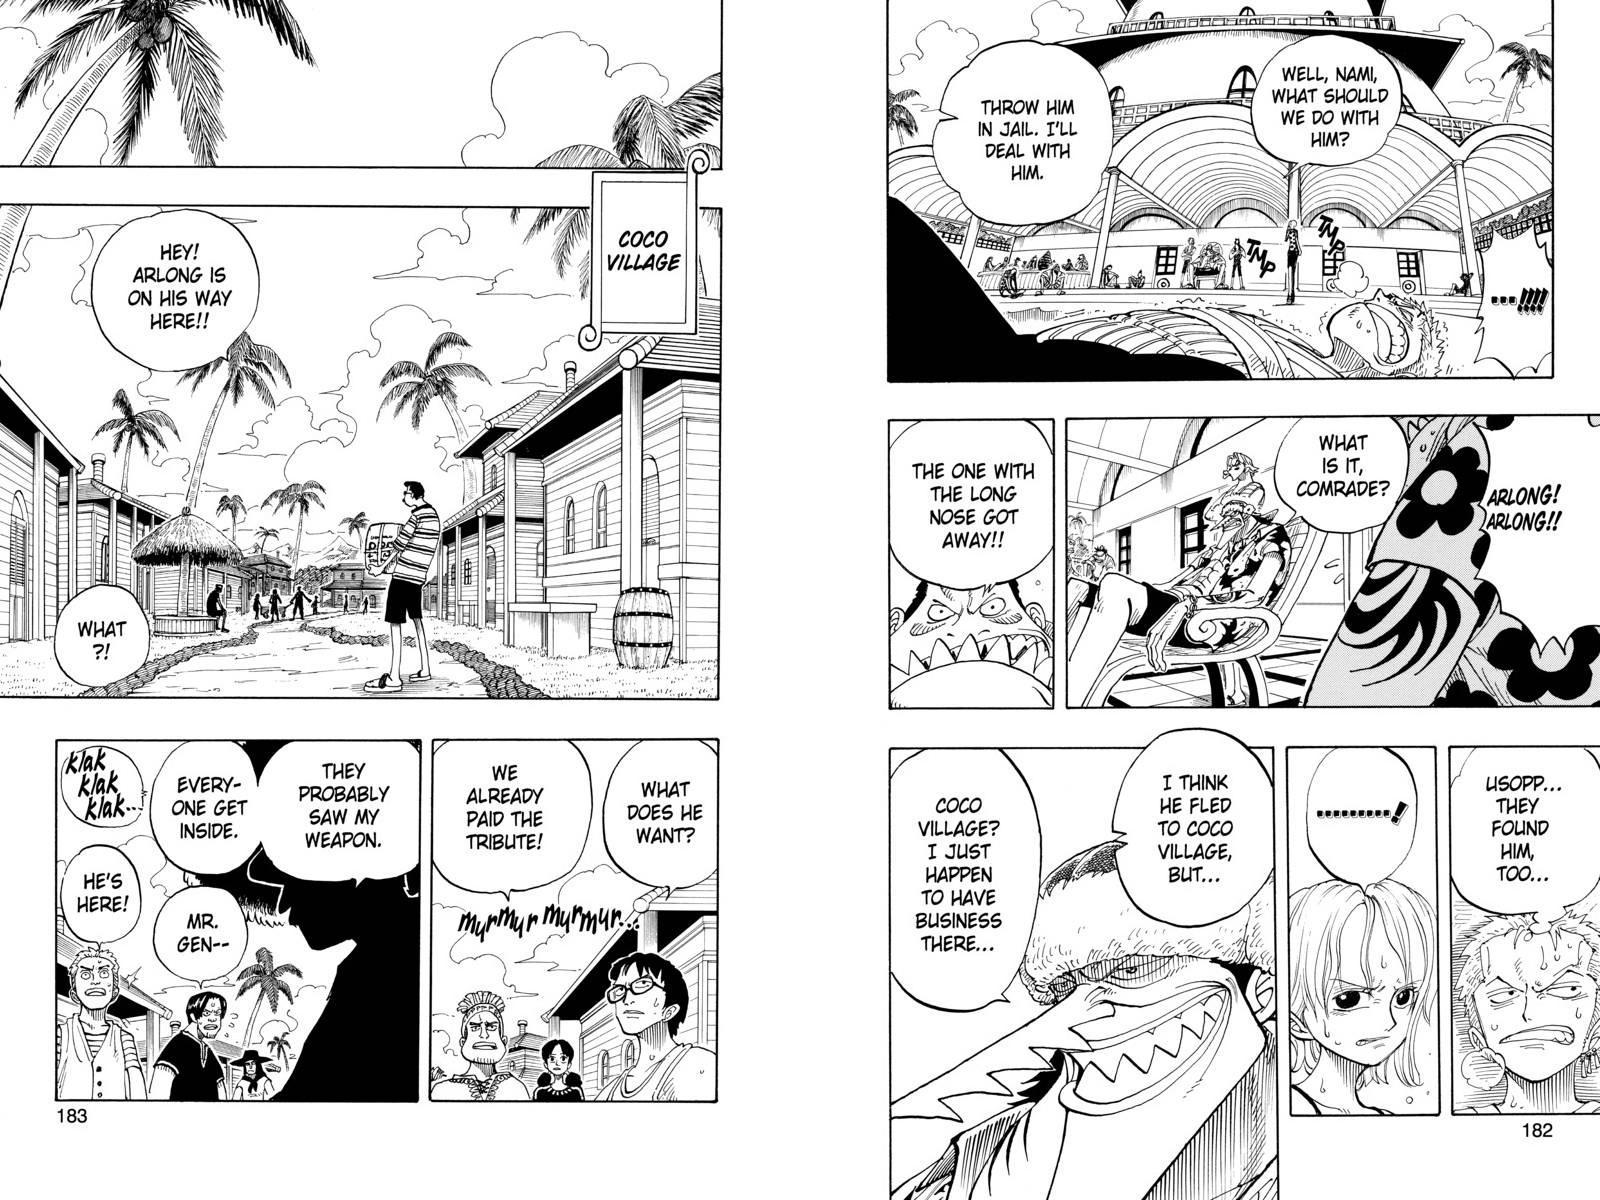 WELL, NAMI,
WHAT SHOULD
WE DO WITH
HIM?
THROW HIM
IN JAIL. I'LL
DEAL WITH
HIM.
TMP
TMP
...!!!!
ARLONG!
ARLONG!!
WHAT
IS IT,
COMRADE?
THE ONE WITH
THE LONG
NOSE GOT
AWAY!!
USOPP...
THEY
FOUND
HIM,
TOO...
..........!
I THINK
HE FLED
TO COCO
VILLAGE,
BUT...
COCO
VILLAGE?
I JUST
HAPPEN
TO HAVE
BUSINESS
THERE...
182
COCO
VILLAGE
HEY!
ARLONG IS
ON HIS WAY
HERE!!
WHAT
?!
WHAT
DOES HE
WANT?
WE
ALREADY
PAID THE
TRIBUTE!
murmur murmur...
THEY
PROBABLY
SAW MY
WEAPON.
EVERY-
ONE GET
INSIDE.
MR.
GEN--
klak
klak
klak...
HE'S
HERE!
183